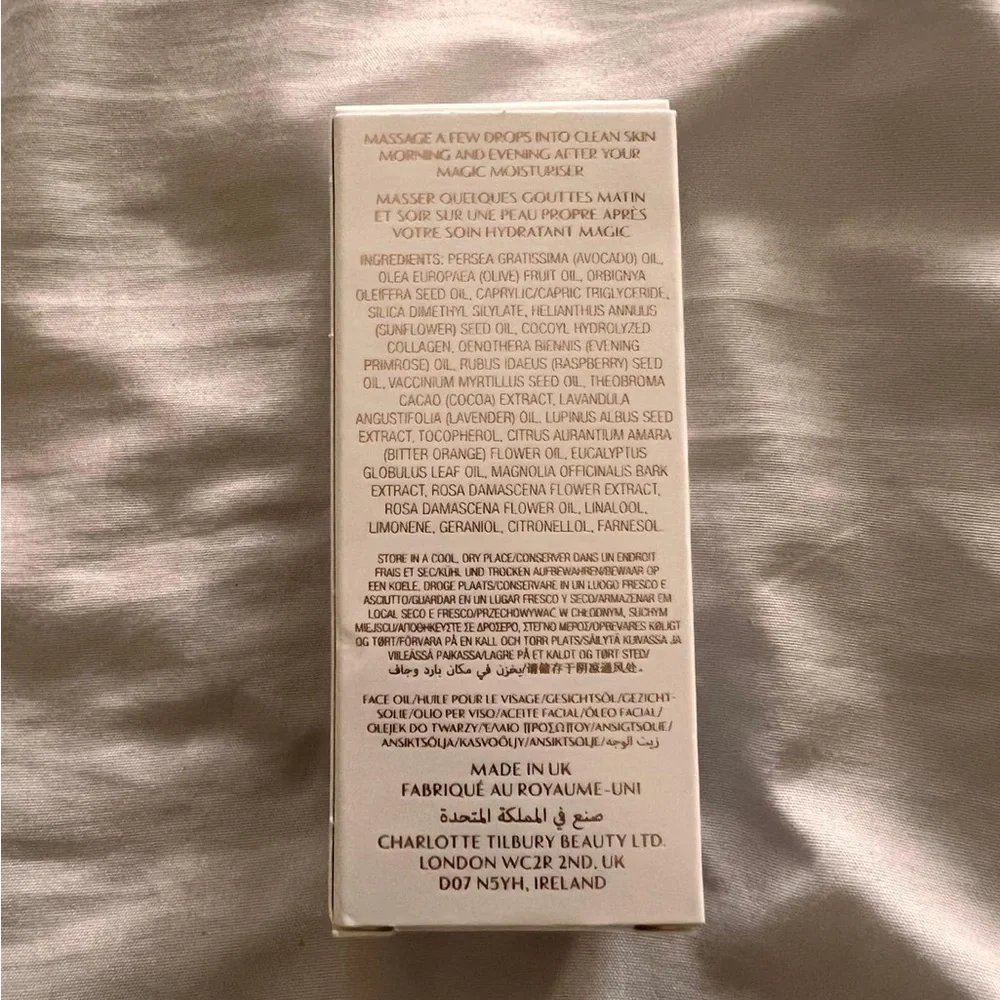 MASSAGE A FEW DROPS INTO CLEAN SKIN
MORNING AND EVENING AFTER YOUR
MAGIC MOISTURISER
MASSER QUELQUES GOUTTES MATIN
ET SOIR SUR UNE PEAU PROPRE APRÈS
VOTRE SOIN HYDRATANT MAGIC
INGREDIENTS: PERSEA GRATISSIMA (AVOCADO) OIL,
OLEA EUROPAEA (OLIVE) FRUIT OIL, ORBIGNYA
OLEIFERA SEED OIL, CAPRYLIC/CAPRIC TRIGLYCERIDE,
SILICA DIMETHYL SILYLATE, HELIANTHUS ANNUUS
(SUNFLOWER) SEED OIL, COCOYL HYDROLYZED
COLLAGEN, OENOTHERA BIENNIS (EVENING
PRIMROSE) OIL, RUBUS IDAEUS (RASPBERRY) SEED
OIL, VACCINIUM MYRTILLUS SEED OIL, THEOBROMA
CACAO (COCOA) EXTRACT, LAVANDULA
ANGUSTIFOLIA (LAVENDER) OIL, LUPINUS ALBUS SEED
EXTRACT, TOCOPHEROL, CITRUS AURANTIUM AMARA
(BITTER ORANGE) FLOWER OIL, EUCALYPTUS
GLOBULUS LEAF OIL, MAGNOLIA OFFICINALIS BARK
EXTRACT, ROSA DAMASCENA FLOWER EXTRACT,
ROSA DAMASCENA FLOWER OIL, LINALOOL,
LIMONENE, GERANIOL, CITRONELLOL, FARNESOL.
STORE IN A COOL, DRY PLACE/CONSERVER DANS UN ENDROIT
FRAIS ET SEC/KÜHL UND TROCKEN AUFBEWAHREN/BEWAAR OP
EEN KOELE, DROGE PLAATS/CONSERVARE IN UN LUOGO FRESCO E
ASCIUTTO/GUARDAR EN UN LUGAR FRESCO Y SECO/ARMAZENAR EM
LOCAL SECO E FRESCO/PRZECHOWYWAĆ W CHŁODNYM, SUCHYM
MIEJSCU/ΑΠΟΘΗΚΕΥΣΤΕ ΣΕ ΔΡΟΣΕΡΟ, ΣΤΕΓΝΟ ΜΕΡΟΣ/OPBEVARES KØLIGT
OG TØRT/FÖRVARA PÅ EN KALL OCH TORR PLATS/SÄILYTÄ KUIVASSA JA
VIILEÄSSÄ PAIKASSA/LAGRE PÅ ET KALDT OG TØRT STED/
يخزن في مكان بارد وجاف/请储存于阴凉通风处。
FACE OIL/HUILE POUR LE VISAGE/GESICHTSÖL/GEZICHT-
SOLIE/OLIO PER VISO/ACEITE FACIAL/ÓLEO FACIAL/
OLEJEK DO TWARZY/ΈΛΑΙΟ ΠΡΟΣΩΠΟΥ/ANSIGTSOLIE/
ANSIKTSOLJA/KASVOÖLJY/ANSIKTSOLJE/زيت الوجه
MADE IN UK
FABRIQUÉ AU ROYAUME-UNI
صنع في المملكة المتحدة
CHARLOTTE TILBURY BEAUTY LTD.
LONDON WC2R 2ND, UK
D07 N5YH, IRELAND